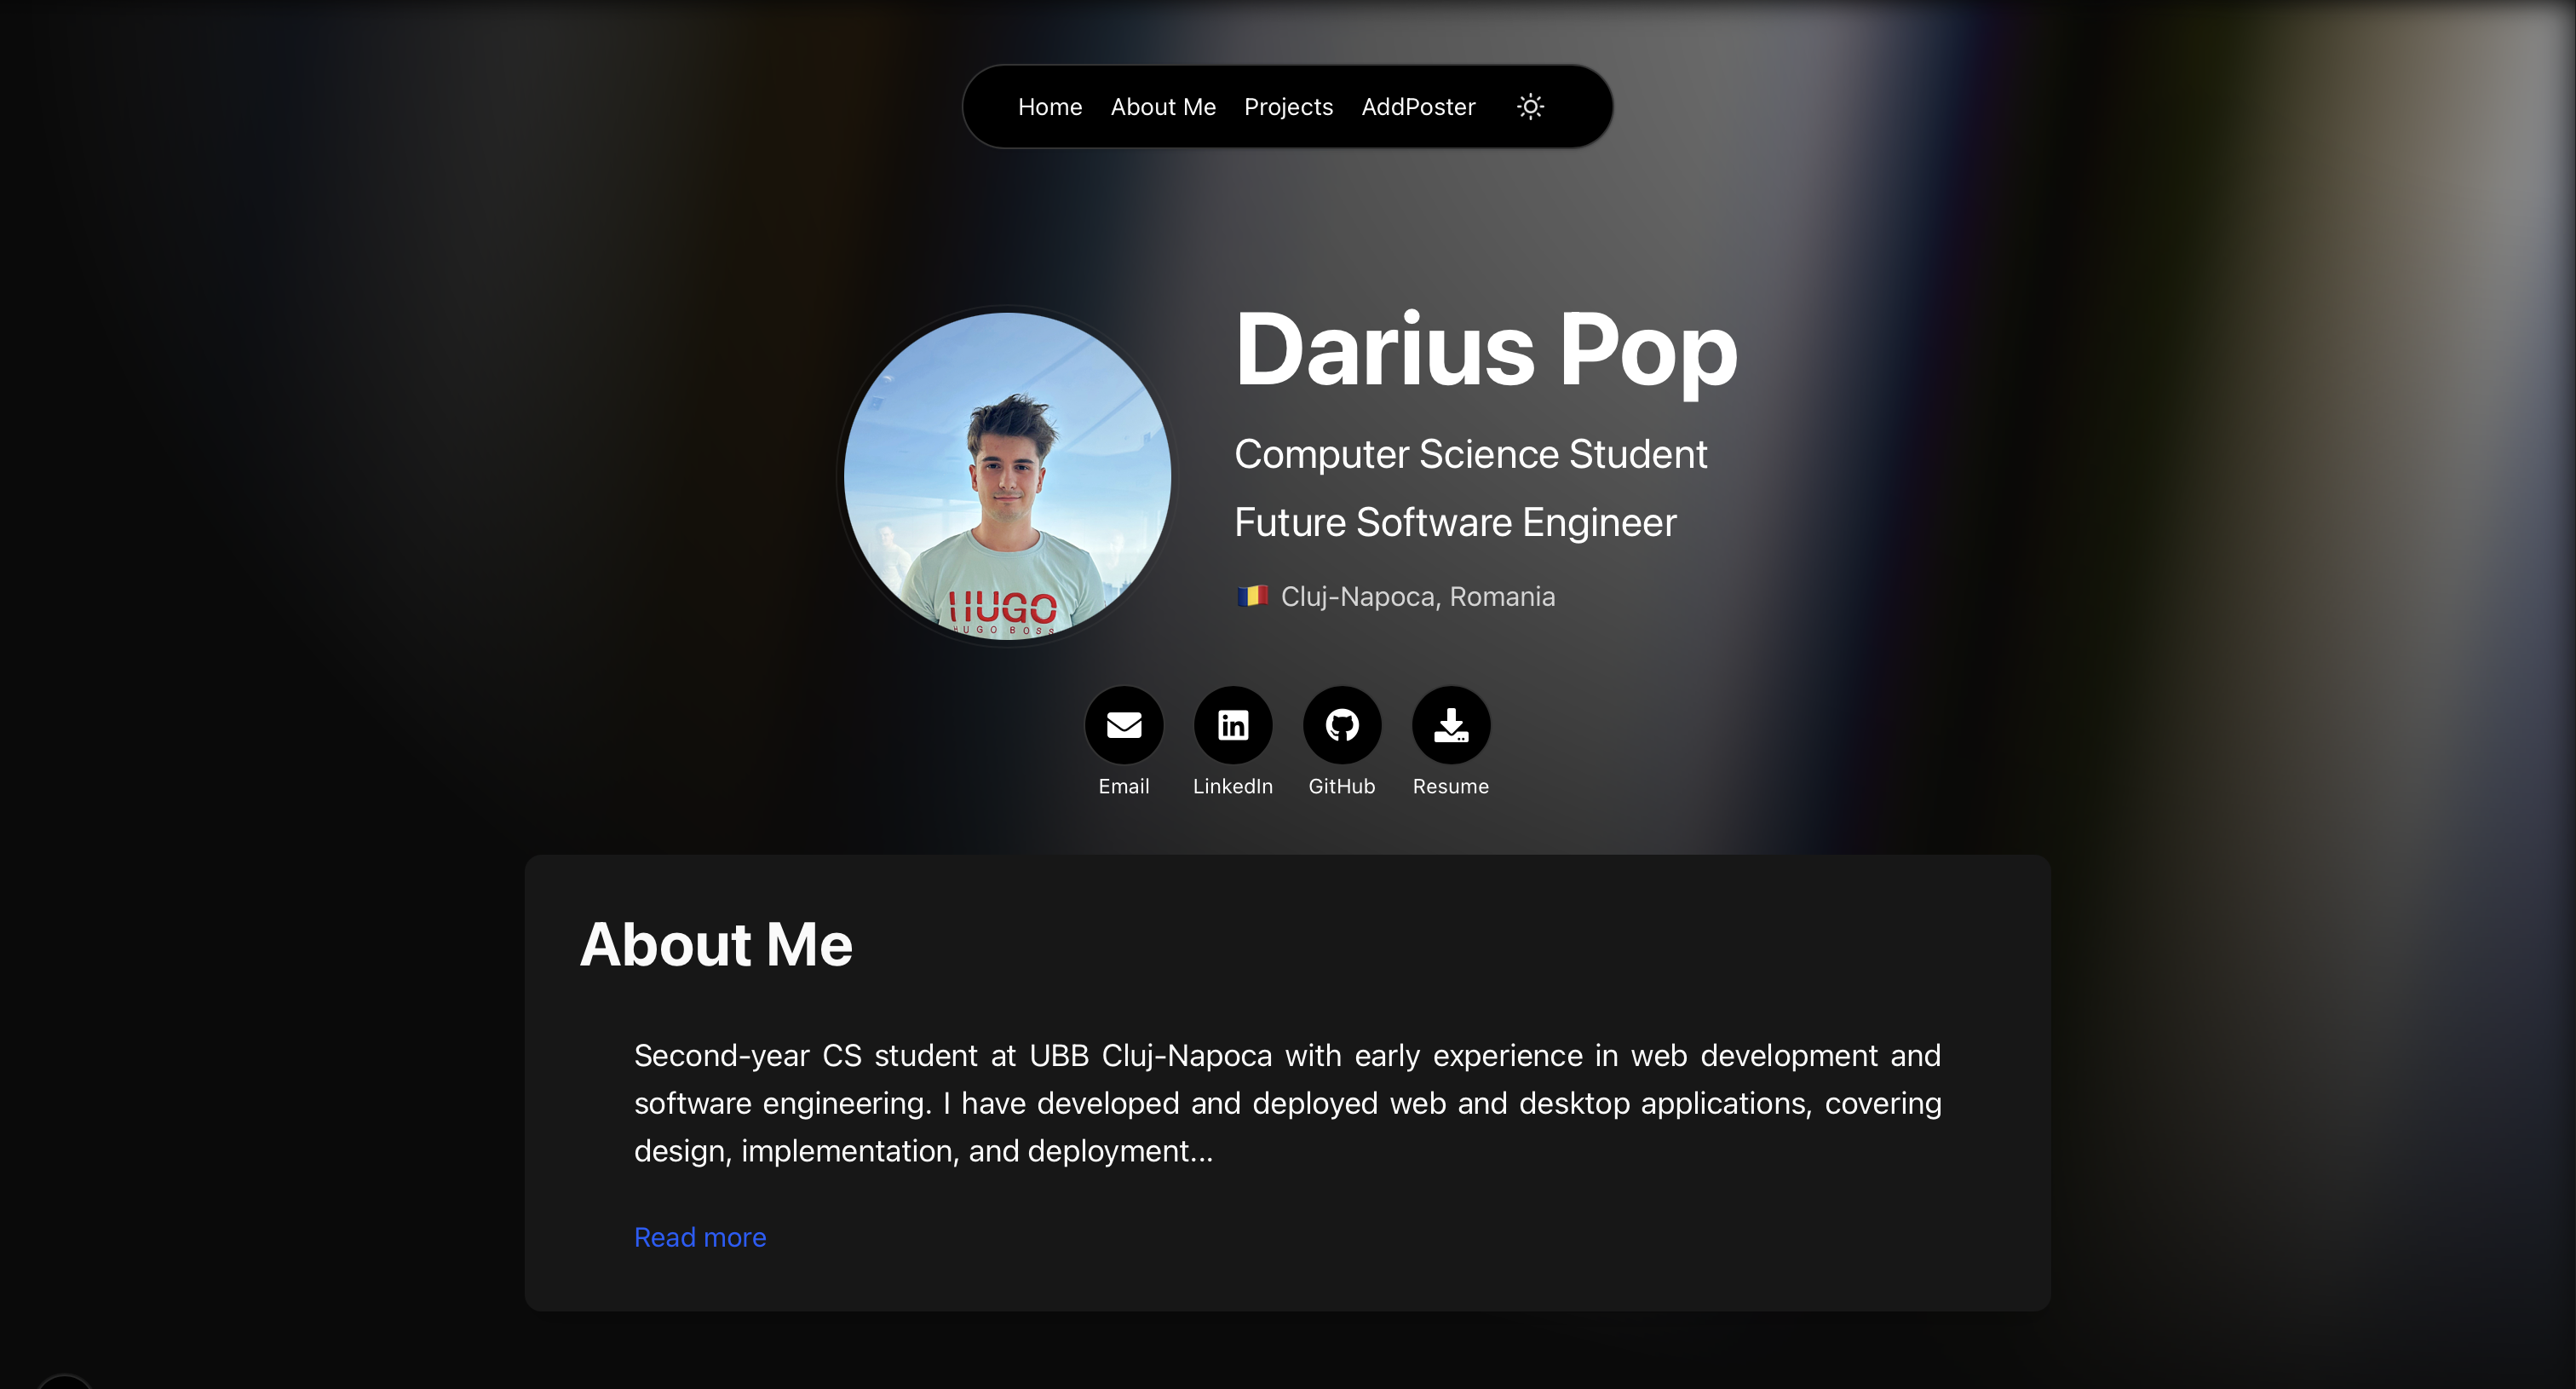 Home About Me Projects AddPoster
Darius Pop
Computer Science Student
Future Software Engineer
Cluj-Napoca, Romania
HUGO
HUGO BOSS
Email LinkedIn GitHub Resume
About Me
Second-year CS student at UBB Cluj-Napoca with early experience in web development and
software engineering. I have developed and deployed web and desktop applications, covering
design, implementation, and deployment...
Read more